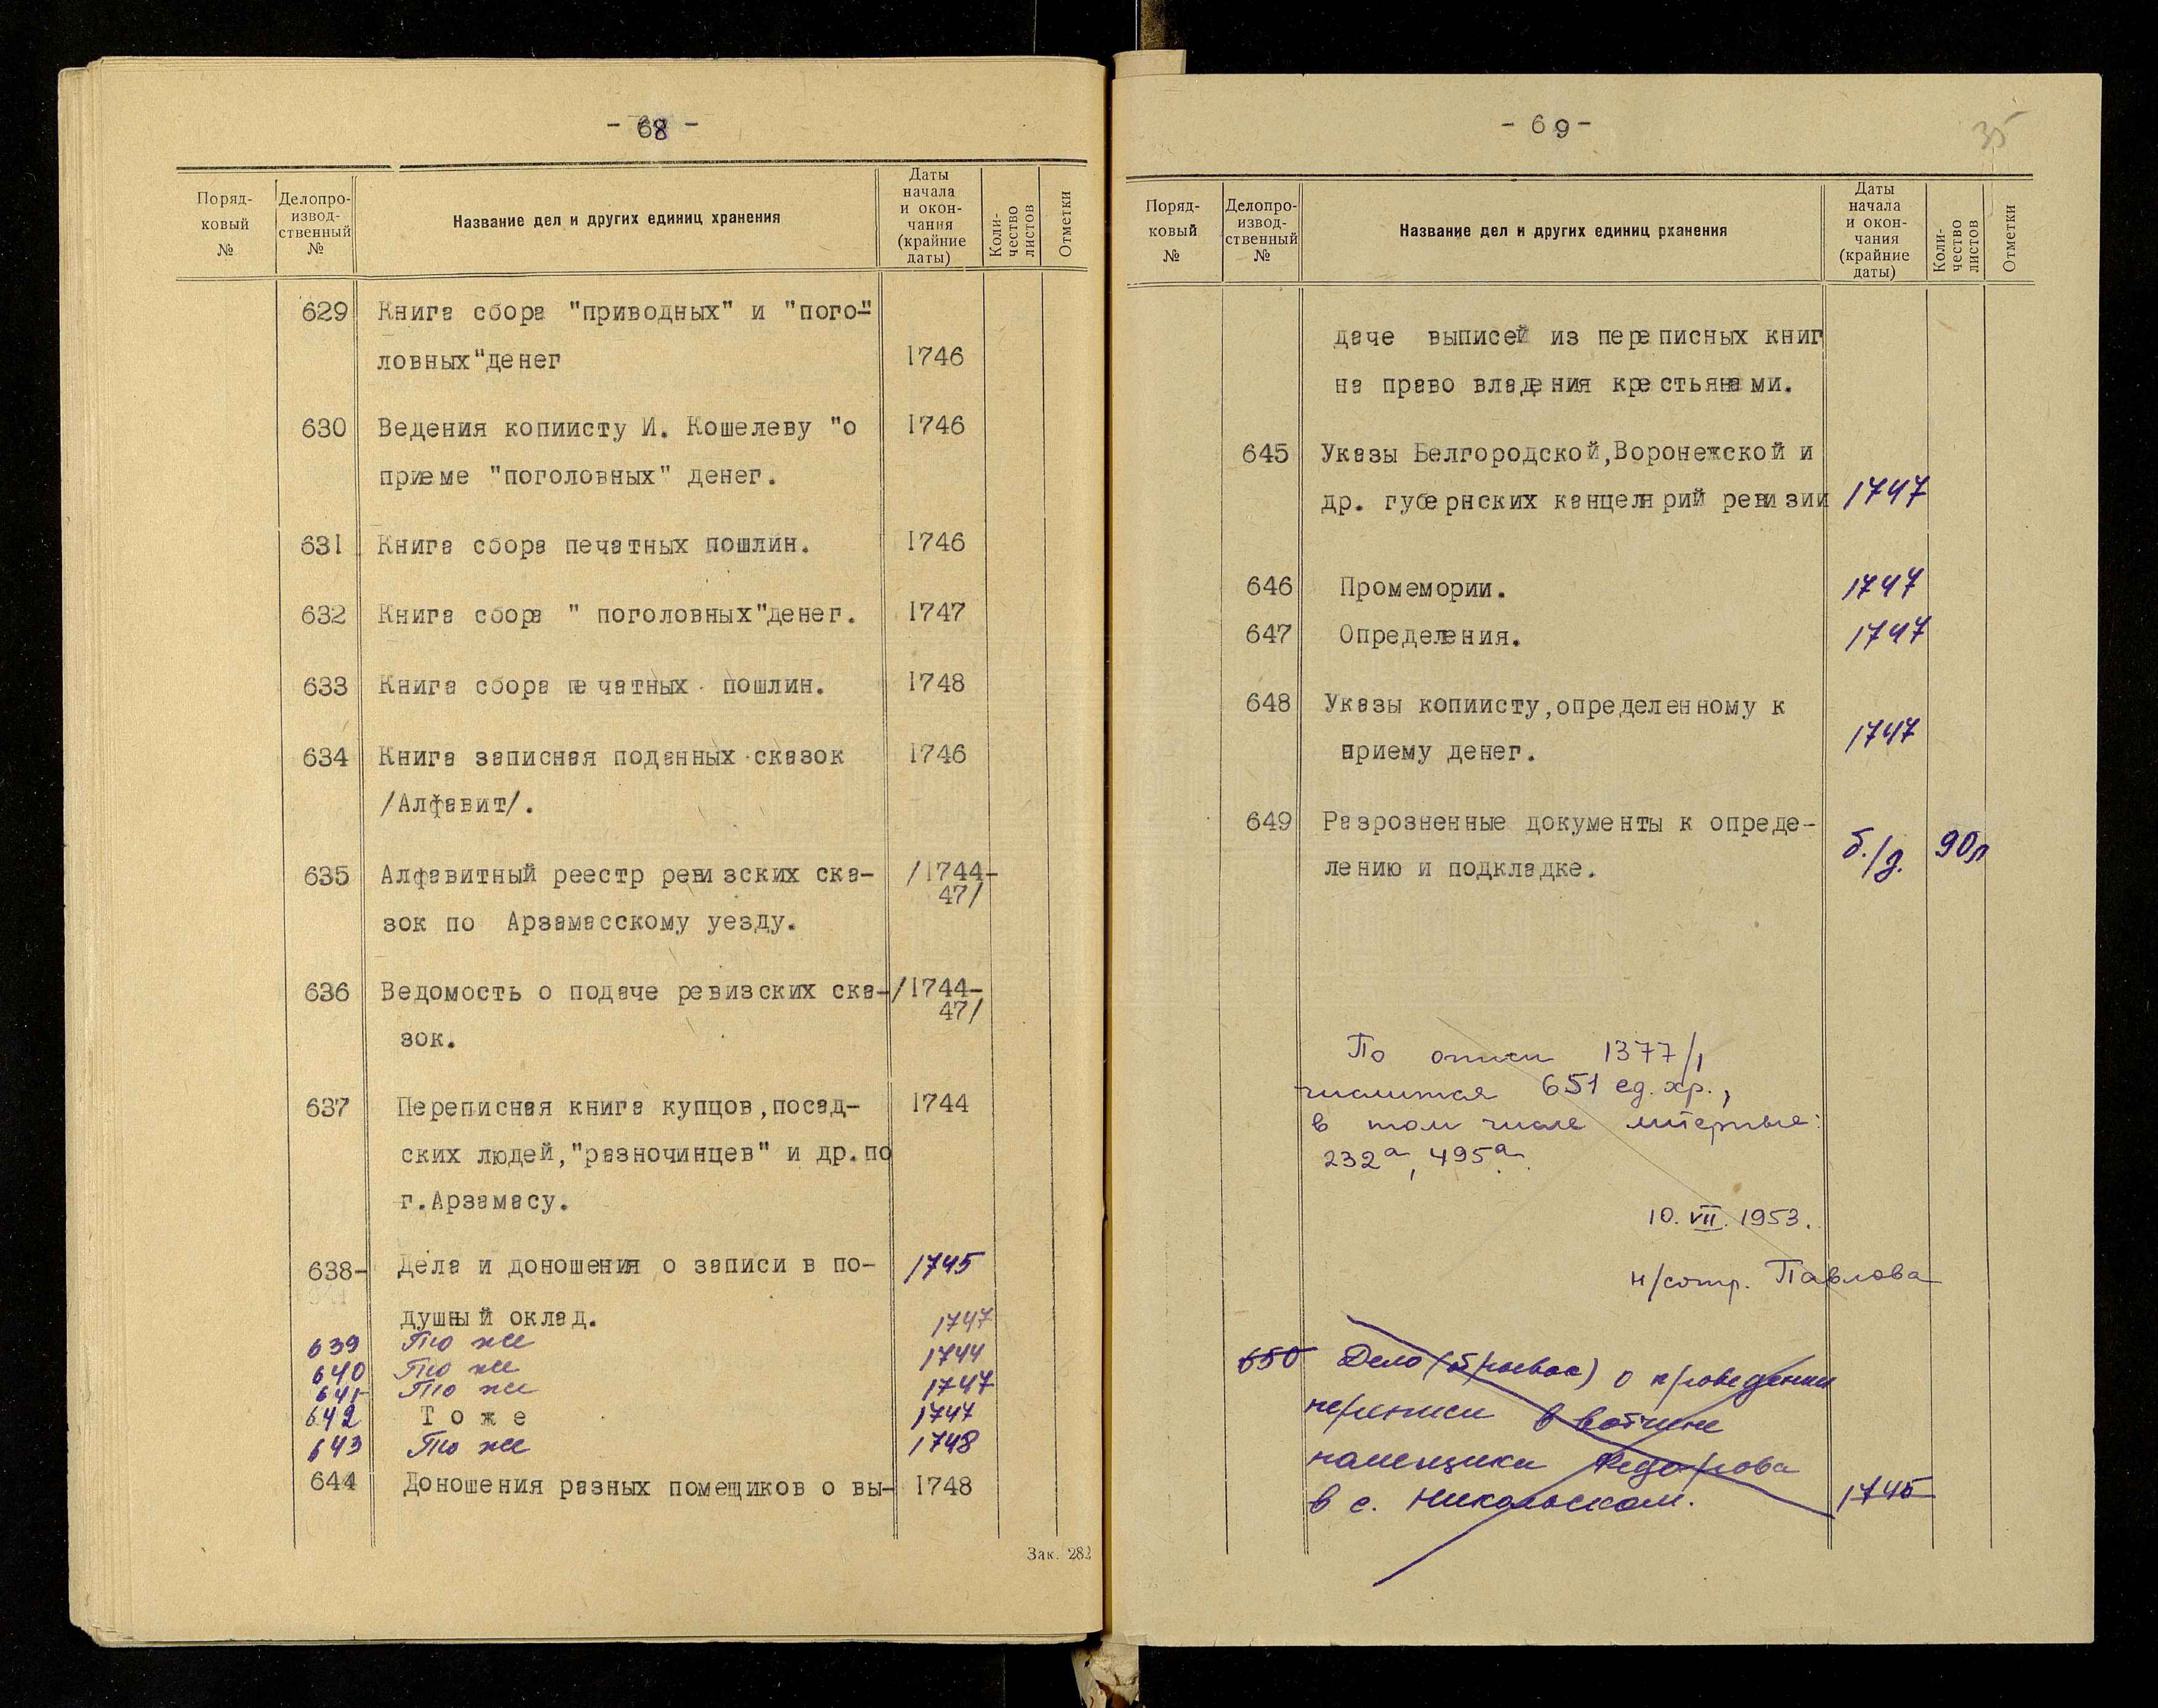 - 68 -
Поряд-
ковый
№
Делопро-
извод-
ственный
№
Название дел и других единиц хранения
Даты
начала
и окон-
чания
(крайние
даты)
Коли-
чество
листов
Отметки
629 Книга сбора "приводных" и "пого-"
ловных"денег 1746
630 Ведения копиисту И. Кошелеву "о 1746
приеме "поголовных" денег.
631 Книга сбора печатных пошлин. 1746
632 Книга сбора " поголовных"денег. 1747
633 Книга сбора печатных пошлин. 1748
634 Книга записная поданных сказок 1746
/Алфавит/.
635 Алфавитный реестр ревизских ска- /1744-
47/
зок по Арзамасскому уезду.
636 Ведомость о подаче ревизских ска- /1744-
47/
зок.
637 Переписная книга купцов,посад- 1744
ских людей,"разночинцев" и др.по
г.Арзамасу.
638- Дела и доношения о записи в по- 1745
душный оклад. 1747
639 То же 1744
640 То же 1747
641 То же 1747
642 Т о ж е
643 То же 1748
644 Доношения разных помещиков о вы- 1748
Зак. 282
- 69 -
35
Поряд-
ковый
№
Делопро-
извод-
ственный
№
Название дел и других единиц рханения
Даты
начала
и окон-
чания
(крайние
даты)
Коли-
чество
листов
Отметки
даче выписей из переписных книг
на право владения крестьянами.
645 Указы Белгородской,Воронежской и
др. губернских канцелярий ревизии 1747
646 Промемории. 1747
647 Определения. 1747
648 Указы копиисту,определенному к
приему денег. 1747
649 Разрозненные документы к опреде-
лению и подкладке. б./д. 90л
По описи 1377/1
числится 651 ед. хр.,
в том числе литерные:
232а, 495а.
10.VII.1953.
н/сотр. Павлова
650 Дело (отрывок) о проведении
переписи в вотчине
помещика Федорова
в с. Никольском. 1745